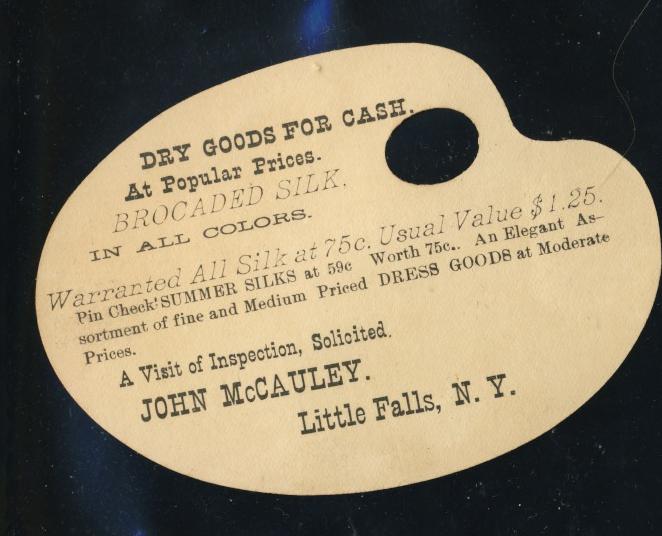 DRY GOODS FOR CASH.
At Popular Prices.
BROCADED SILK,
IN ALL COLORS.
Warranted All Silk at 75c. Usual Value $1.25.
Pin Check SUMMER SILKS at 59c Worth 75c.. An Elegant As-
sortment of fine and Medium Priced DRESS GOODS at Moderate
Prices.
A Visit of Inspection, Solicited.
JOHN McCAULEY.
Little Falls, N. Y.